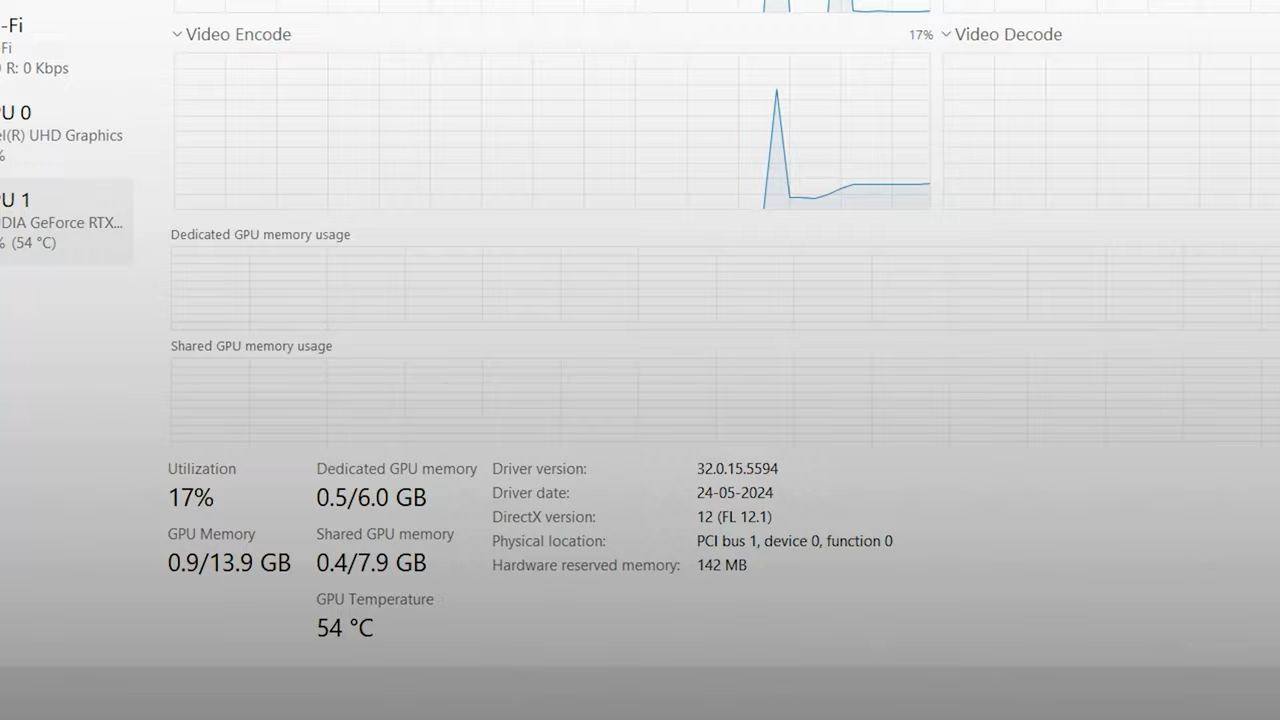 -Fi
Fi
R: 0 Kbps
U 0
el(R) UHD Graphics
%
U 1
DIA GeForce RTX...
% (54 °C)
Video Encode 17%
Video Decode
Dedicated GPU memory usage
Shared GPU memory usage
Utilization
17%
Dedicated GPU memory
0.5/6.0 GB
GPU Memory
0.9/13.9 GB
Shared GPU memory
0.4/7.9 GB
GPU Temperature
54 °C
Driver version: 32.0.15.5594
Driver date: 24-05-2024
DirectX version: 12 (FL 12.1)
Physical location: PCI bus 1, device 0, function 0
Hardware reserved memory: 142 MB